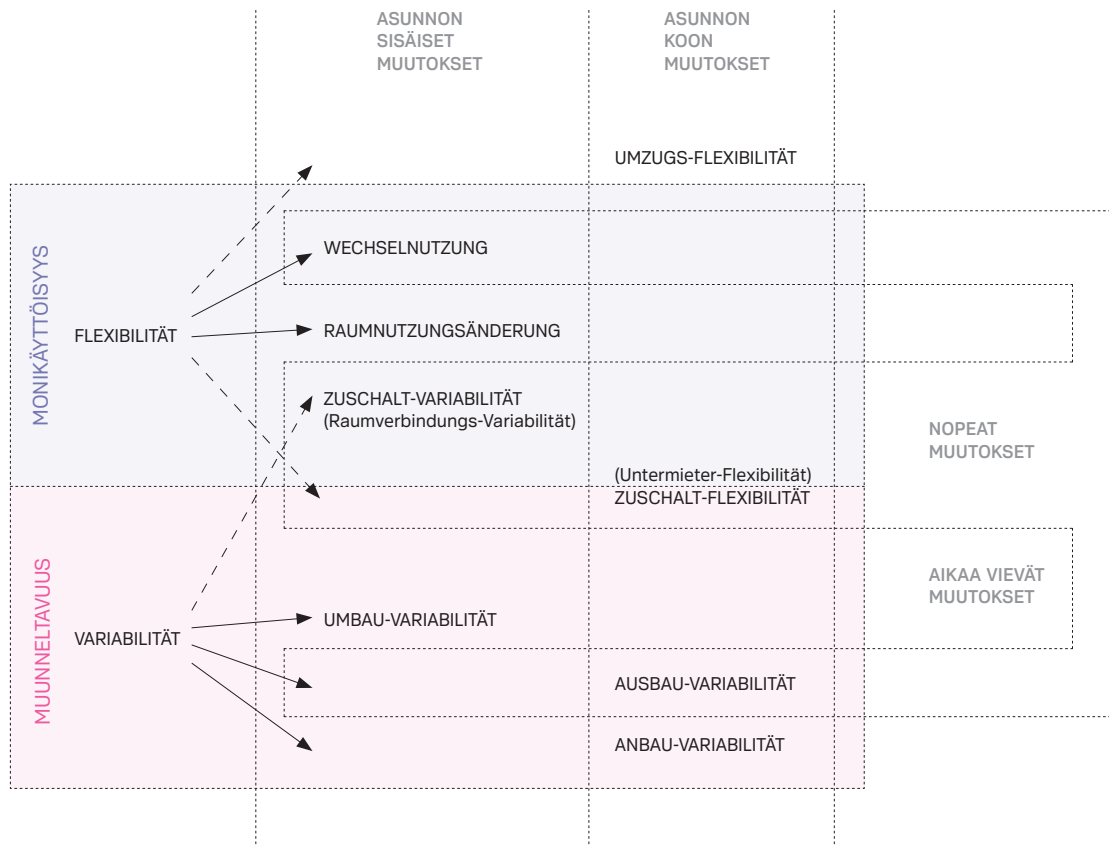 ASUNNON
SISÄISET
MUUTOKSET
ASUNNON
KOON
MUUTOKSET
UMZUGS-FLEXIBILITÄT
MONIKÄYTTÖISYYS
WECHSELNUTZUNG
FLEXIBILITÄT
RAUMNUTZUNGSÄNDERUNG
ZUSCHALT-VARIABILITÄT
(Raumverbindungs-Variabilität)
NOPEAT
MUUTOKSET
(Untermieter-Flexibilität)
ZUSCHALT-FLEXIBILITÄT
AIKAA VIEVÄT
MUUTOKSET
MUUNNELTAVUUS
UMBAU-VARIABILITÄT
VARIABILITÄT
AUSBAU-VARIABILITÄT
ANBAU-VARIABILITÄT